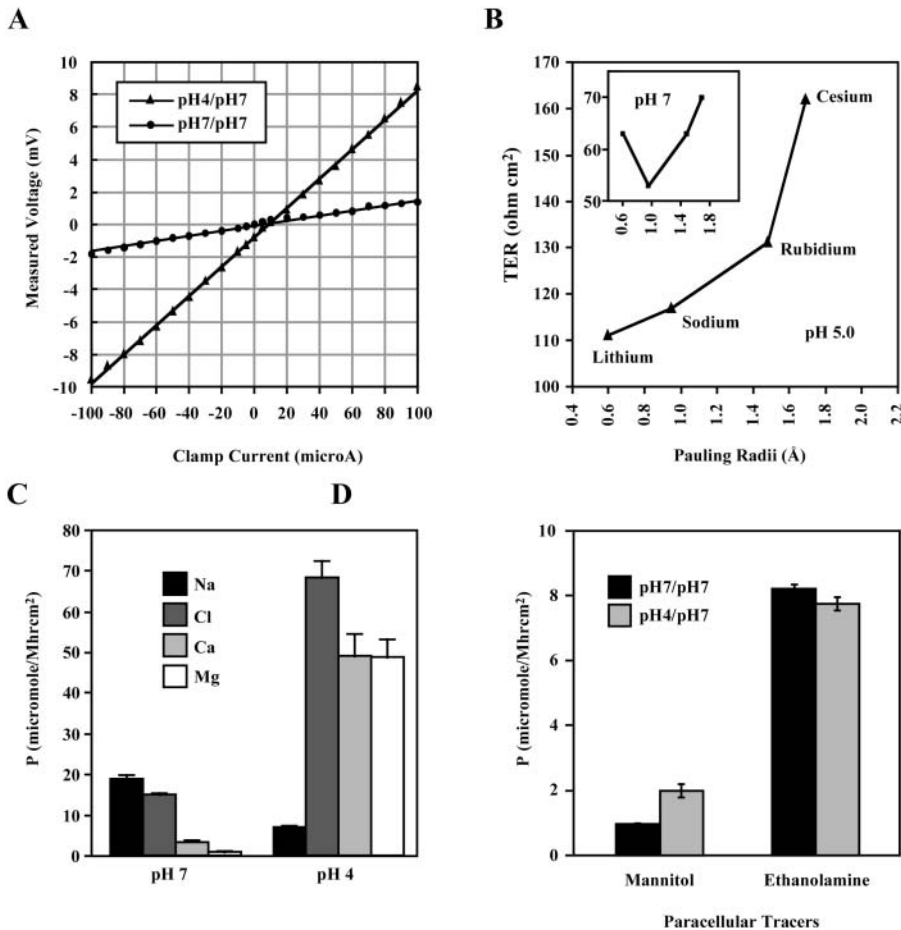 A
10
8
6
4
2
0
-2
-4
-6
-8
-10
Measured Voltage (mV)
pH4/pH7
pH7/pH7
-100
-80
-60
-40
-20
0
20
40
60
80
100
Clamp Current (microA)
B
170
160
150
140
130
120
110
100
TER (ohm cm²)
pH 7
70
60
50
0.6
1.0
1.4
1.8
Cesium
Rubidium
Sodium
Lithium
pH 5.0
0.4
0.6
0.8
1.0
1.2
1.4
1.6
1.8
2.0
2.2
Pauling Radii (Å)
C
80
70
60
50
40
30
20
10
0
P (micromole/Mhrcm²)
Na
Cl
Ca
Mg
pH 7
pH 4
D
10
8
6
4
2
0
P (micromole/Mhrcm²)
pH7/pH7
pH4/pH7
Mannitol
Ethanolamine
Paracellular Tracers